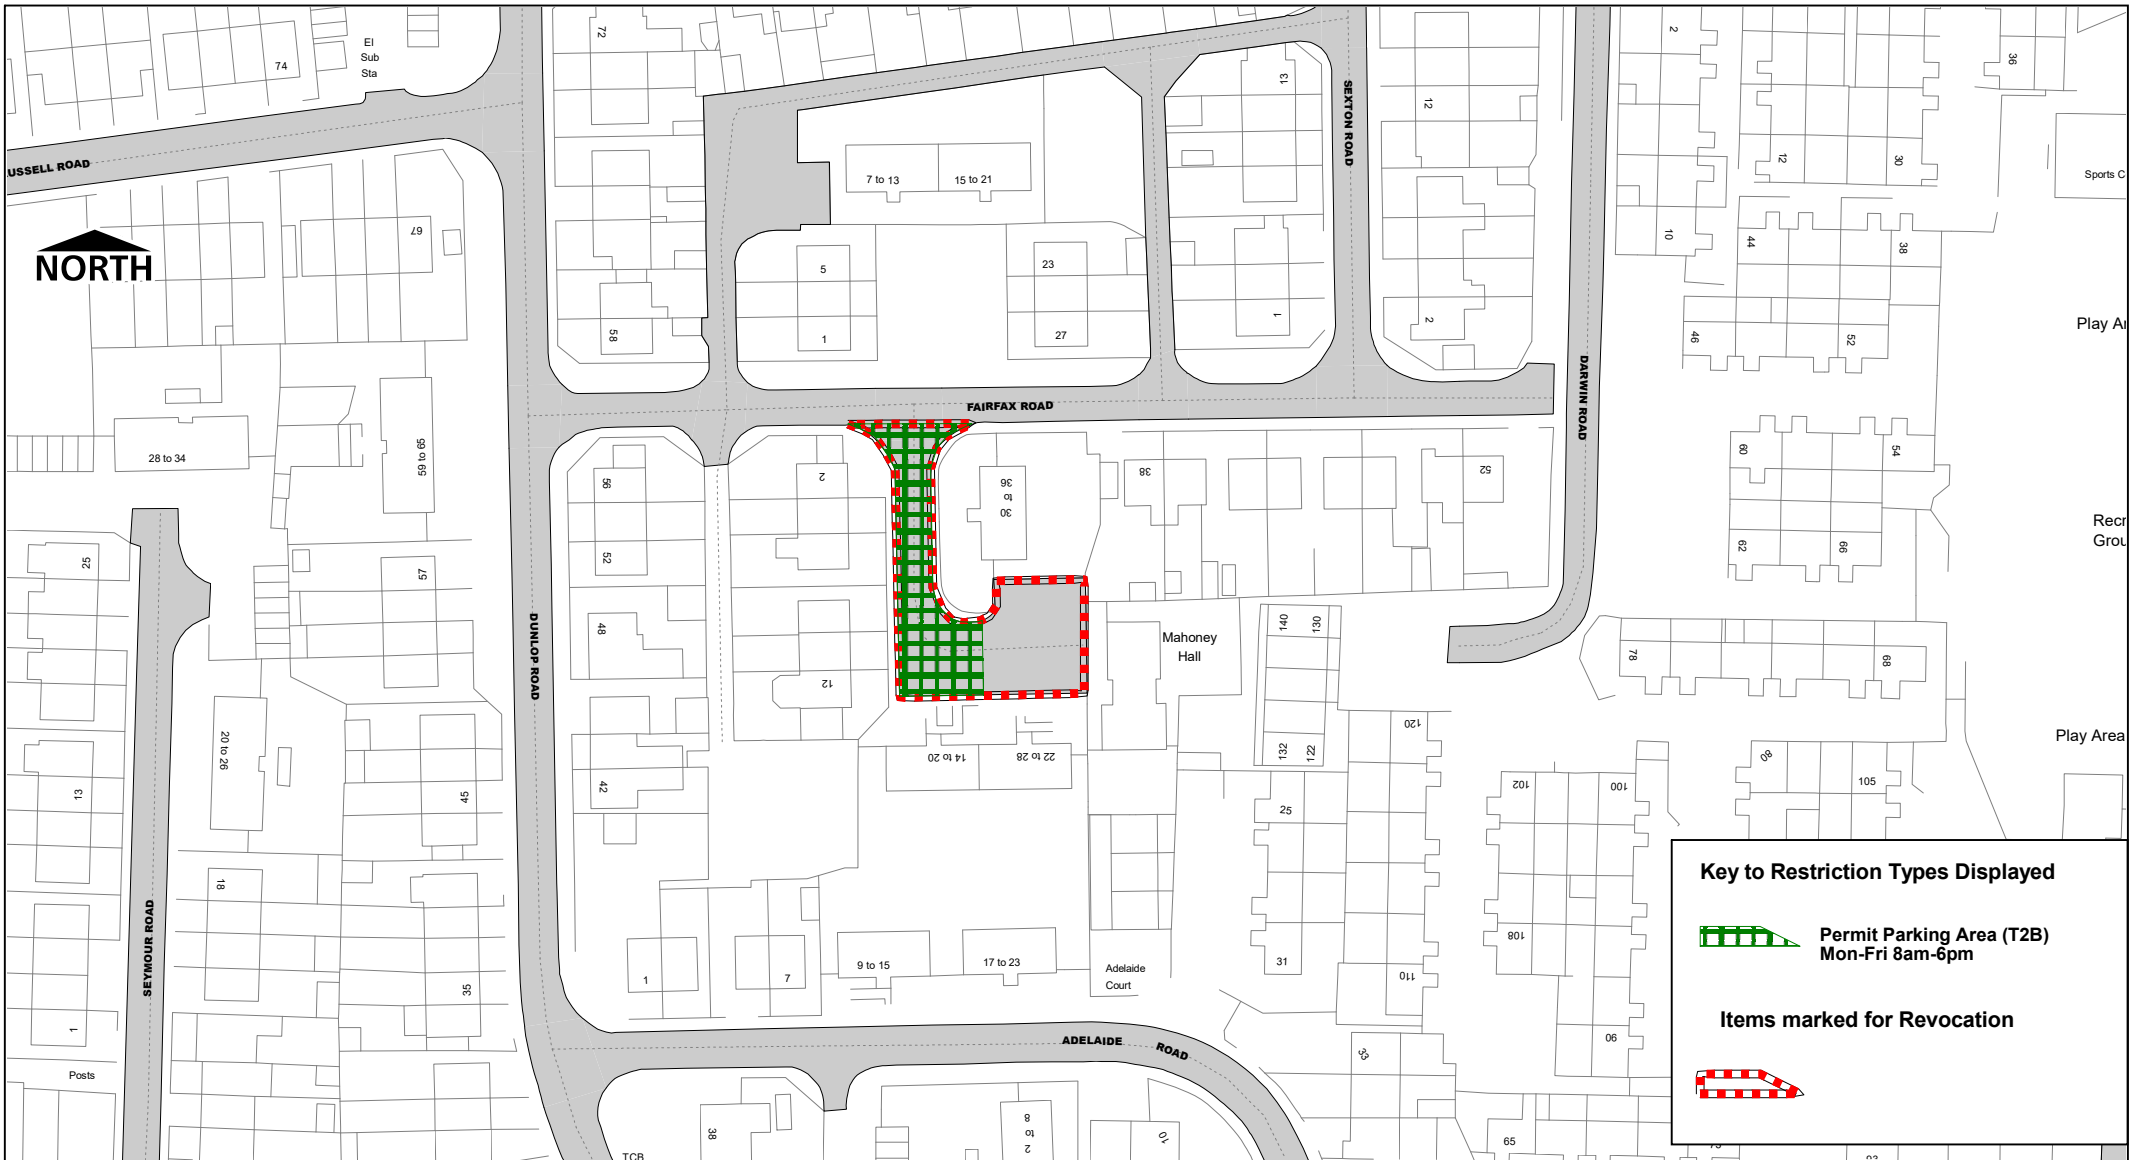 El
Sub
Sta
74
72
2
36
13
12
SEXTON ROAD
USSELL ROAD
7 to 13
15 to 21
12
30
Sports C
67
NORTH
5
23
10
44
38
58
1
27
1
2
46
52
Play Ar
DARWIN ROAD
FAIRFAX ROAD
28 to 34
59 to 65
56
2
36
to
30
38
52
60
54
Recr
Grou
25
57
52
62
66
48
DUNLOP ROAD
Mahoney
Hall
140
130
78
68
12
20 to 26
42
14 to 20
22 to 28
132
122
120
Play Area
13
45
25
102
100
80
105
18
Key to Restriction Types Displayed
Permit Parking Area (T2B)
Mon-Fri 8am-6pm
SEYMOUR ROAD
35
1
7
9 to 15
17 to 23
Adelaide
Court
31
110
108
Items marked for Revocation
1
ADELAIDE
ROAD
33
90
Posts
38
8
to
2
10
65
TCB